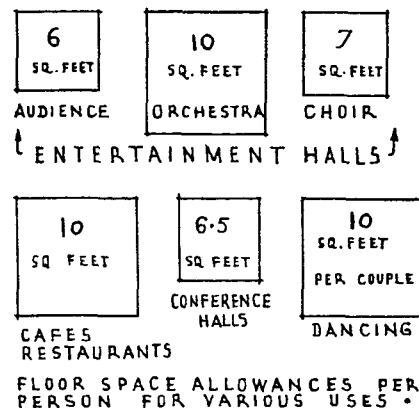 6
SQ. FEET
AUDIENCE
10
SQ. FEET
ORCHESTRA
7
SQ. FEET
CHOIR
ENTERTAINMENT HALLS
10
SQ FEET
CAFES
RESTAURANTS
6.5
SQ FEET
CONFERENCE
HALLS
10
SQ. FEET
PER COUPLE
DANCING
FLOOR SPACE ALLOWANCES PER
PERSON FOR VARIOUS USES.